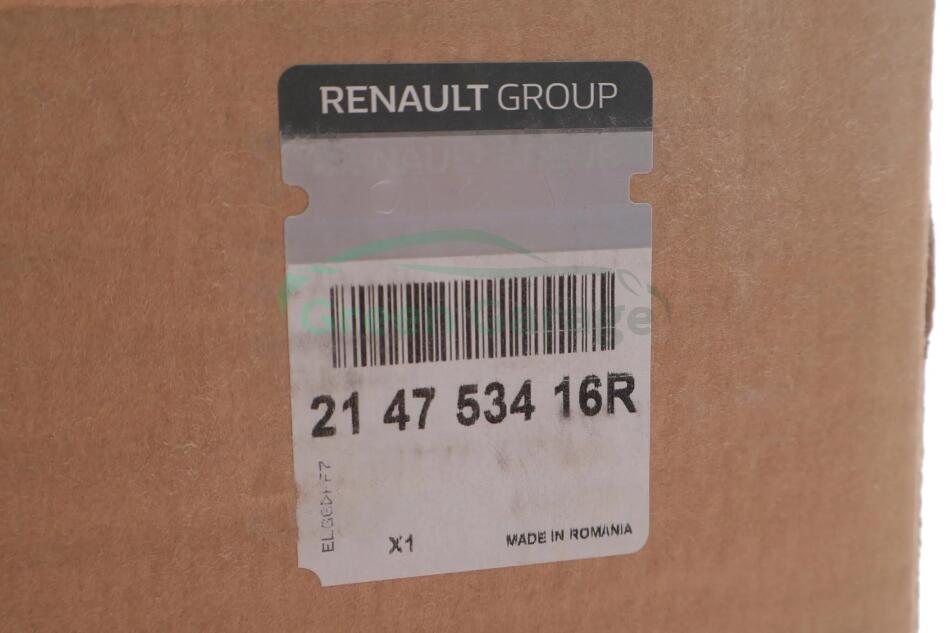 RENAULT GROUP
Green Garage
21 47 534 16R
X1
MADE IN ROMANIA